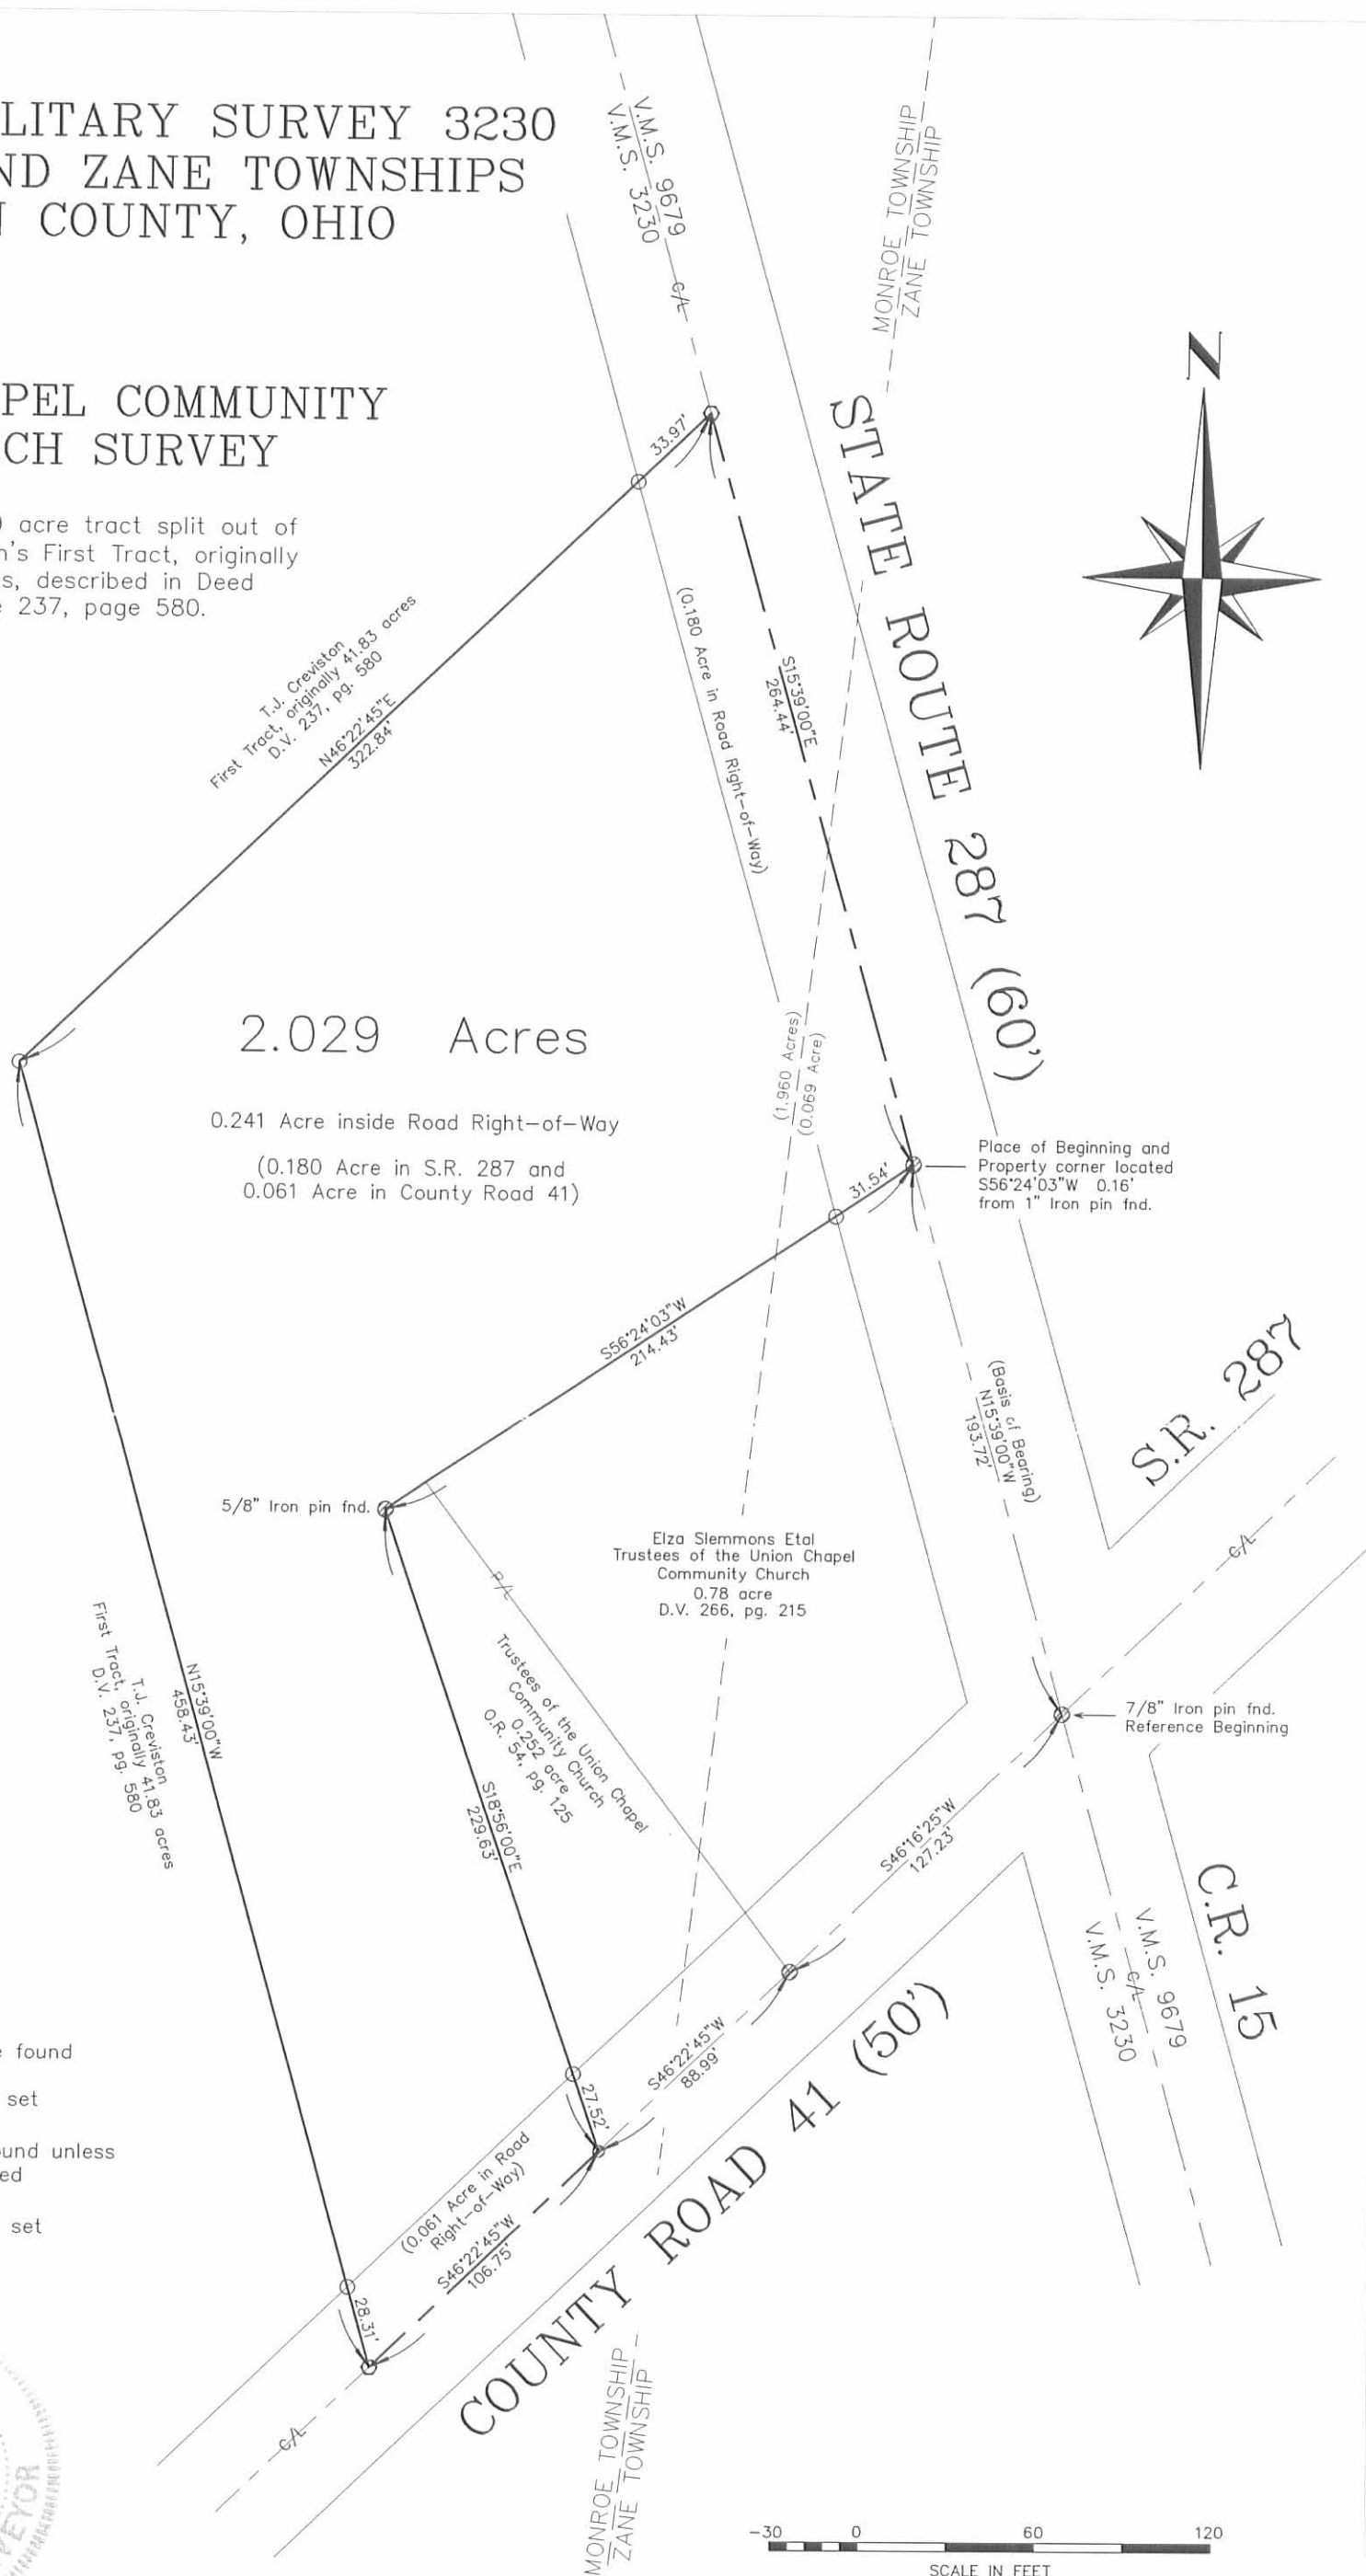 LITARY SURVEY 3230
ND ZANE TOWNSHIPS
COUNTY, OHIO
V.M.S. 9679
V.M.S. 3230
C/L
MONROE TOWNSHIP
ZANE TOWNSHIP
PEL COMMUNITY
CH SURVEY
acre tract split out of
n's First Tract, originally
s, described in Deed
237, page 580.
N
33.97'
STATE ROUTE 287 (60')
T.J. Creviston
First Tract, originally 41.83 acres
D.V. 237, pg. 580
N46°22'45"E
322.84'
(0.180 Acre in Road Right-of-Way)
S15°39'00"E
264.44'
2.029 Acres
0.241 Acre inside Road Right-of-Way
(0.180 Acre in S.R. 287 and
0.061 Acre in County Road 41)
(1.960 Acres)
(0.069 Acre)
Place of Beginning and
Property corner located
S56°24'03"W 0.16'
from 1" Iron pin fnd.
31.54'
S56°24'03"W
214.43'
(Basis of Bearing)
N15°39'00"W
193.72'
S.R. 287
C/L
5/8" Iron pin fnd.
P/L
Elza Slemmons Etal
Trustees of the Union Chapel
Community Church
0.78 acre
D.V. 266, pg. 215
Trustees of the Union Chapel
Community Church
0.252 acre
O.R. 54, pg. 125
T.J. Creviston
First Tract, originally 41.83 acres
D.V. 237, pg. 580
N15°39'00"W
458.43'
S18°56'00"E
229.63'
7/8" Iron pin fnd.
Reference Beginning
S46°16'25"W
127.23'
C.R. 15
V.M.S. 9679
C/L
V.M.S. 3230
found
set
und unless
ed
set
S46°22'45"W
88.99'
27.52'
(0.061 Acre in Road
Right-of-Way)
S46°22'45"W
106.75'
28.31'
COUNTY ROAD 41 (50')
C/L
MONROE TOWNSHIP
ZANE TOWNSHIP
VEYOR
-30 0 60 120
SCALE IN FEET